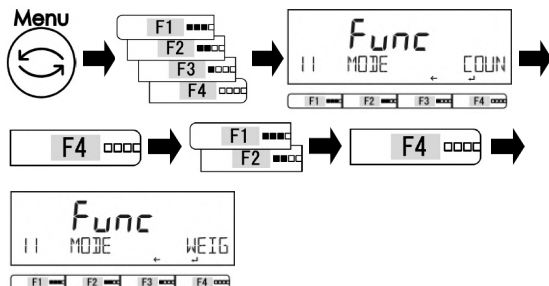 Menu
F1
F2
F3
F4
Func
11 MODE COUN
F1 F2 F3 F4
F4
F1
F2
F4
Func
11 MODE WEIG
F1 F2 F3 F4